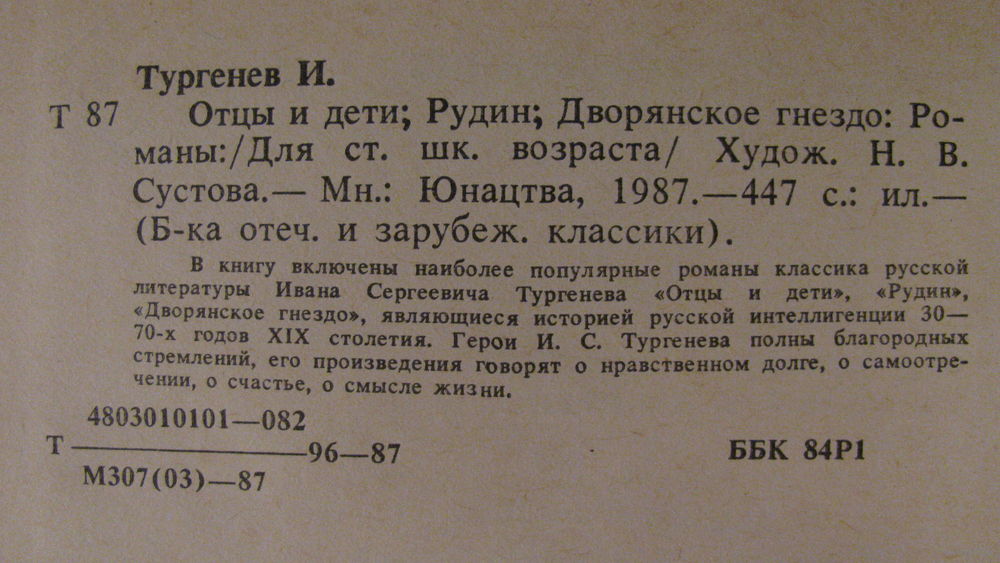 Тургенев И.
Т 87 Отцы и дети; Рудин; Дворянское гнездо: Ро-
маны:/Для ст. шк. возраста/ Худож. Н. В.
Сустова.— Мн.: Юнацтва, 1987.—447 с.: ил.—
(Б-ка отеч. и зарубеж. классики).
В книгу включены наиболее популярные романы классика русской
литературы Ивана Сергеевича Тургенева «Отцы и дети», «Рудин»,
«Дворянское гнездо», являющиеся историей русской интеллигенции 30—
70-х годов XIX столетия. Герои И. С. Тургенева полны благородных
стремлений, его произведения говорят о нравственном долге, о самоотре-
чении, о счастье, о смысле жизни.
4803010101—082
Т ——— 96—87 ББК 84Р1
М307(03)—87